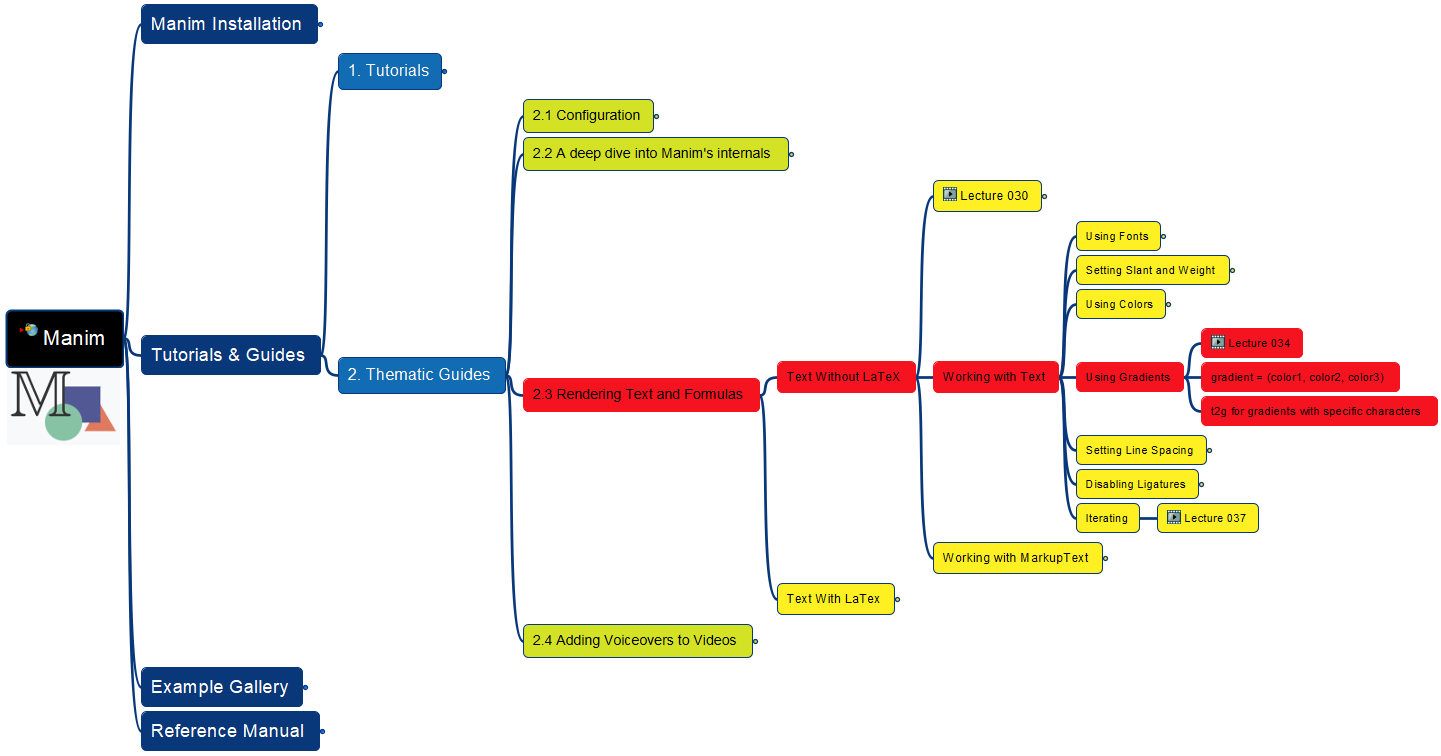 Manim Installation
1. Tutorials
2.1 Configuration
2.2 A deep dive into Manim's internals
Lecture 030
Using Fonts
Setting Slant and Weight
Using Colors
Manim
Tutorials & Guides
2. Thematic Guides
2.3 Rendering Text and Formulas
Text Without LaTeX
Working with Text
Using Gradients
Lecture 034
gradient = (color1, color2, color3)
t2g for gradients with specific characters
M
Setting Line Spacing
Disabling Ligatures
Iterating
Lecture 037
Working with MarkupText
Text With LaTex
2.4 Adding Voiceovers to Videos
Example Gallery
Reference Manual